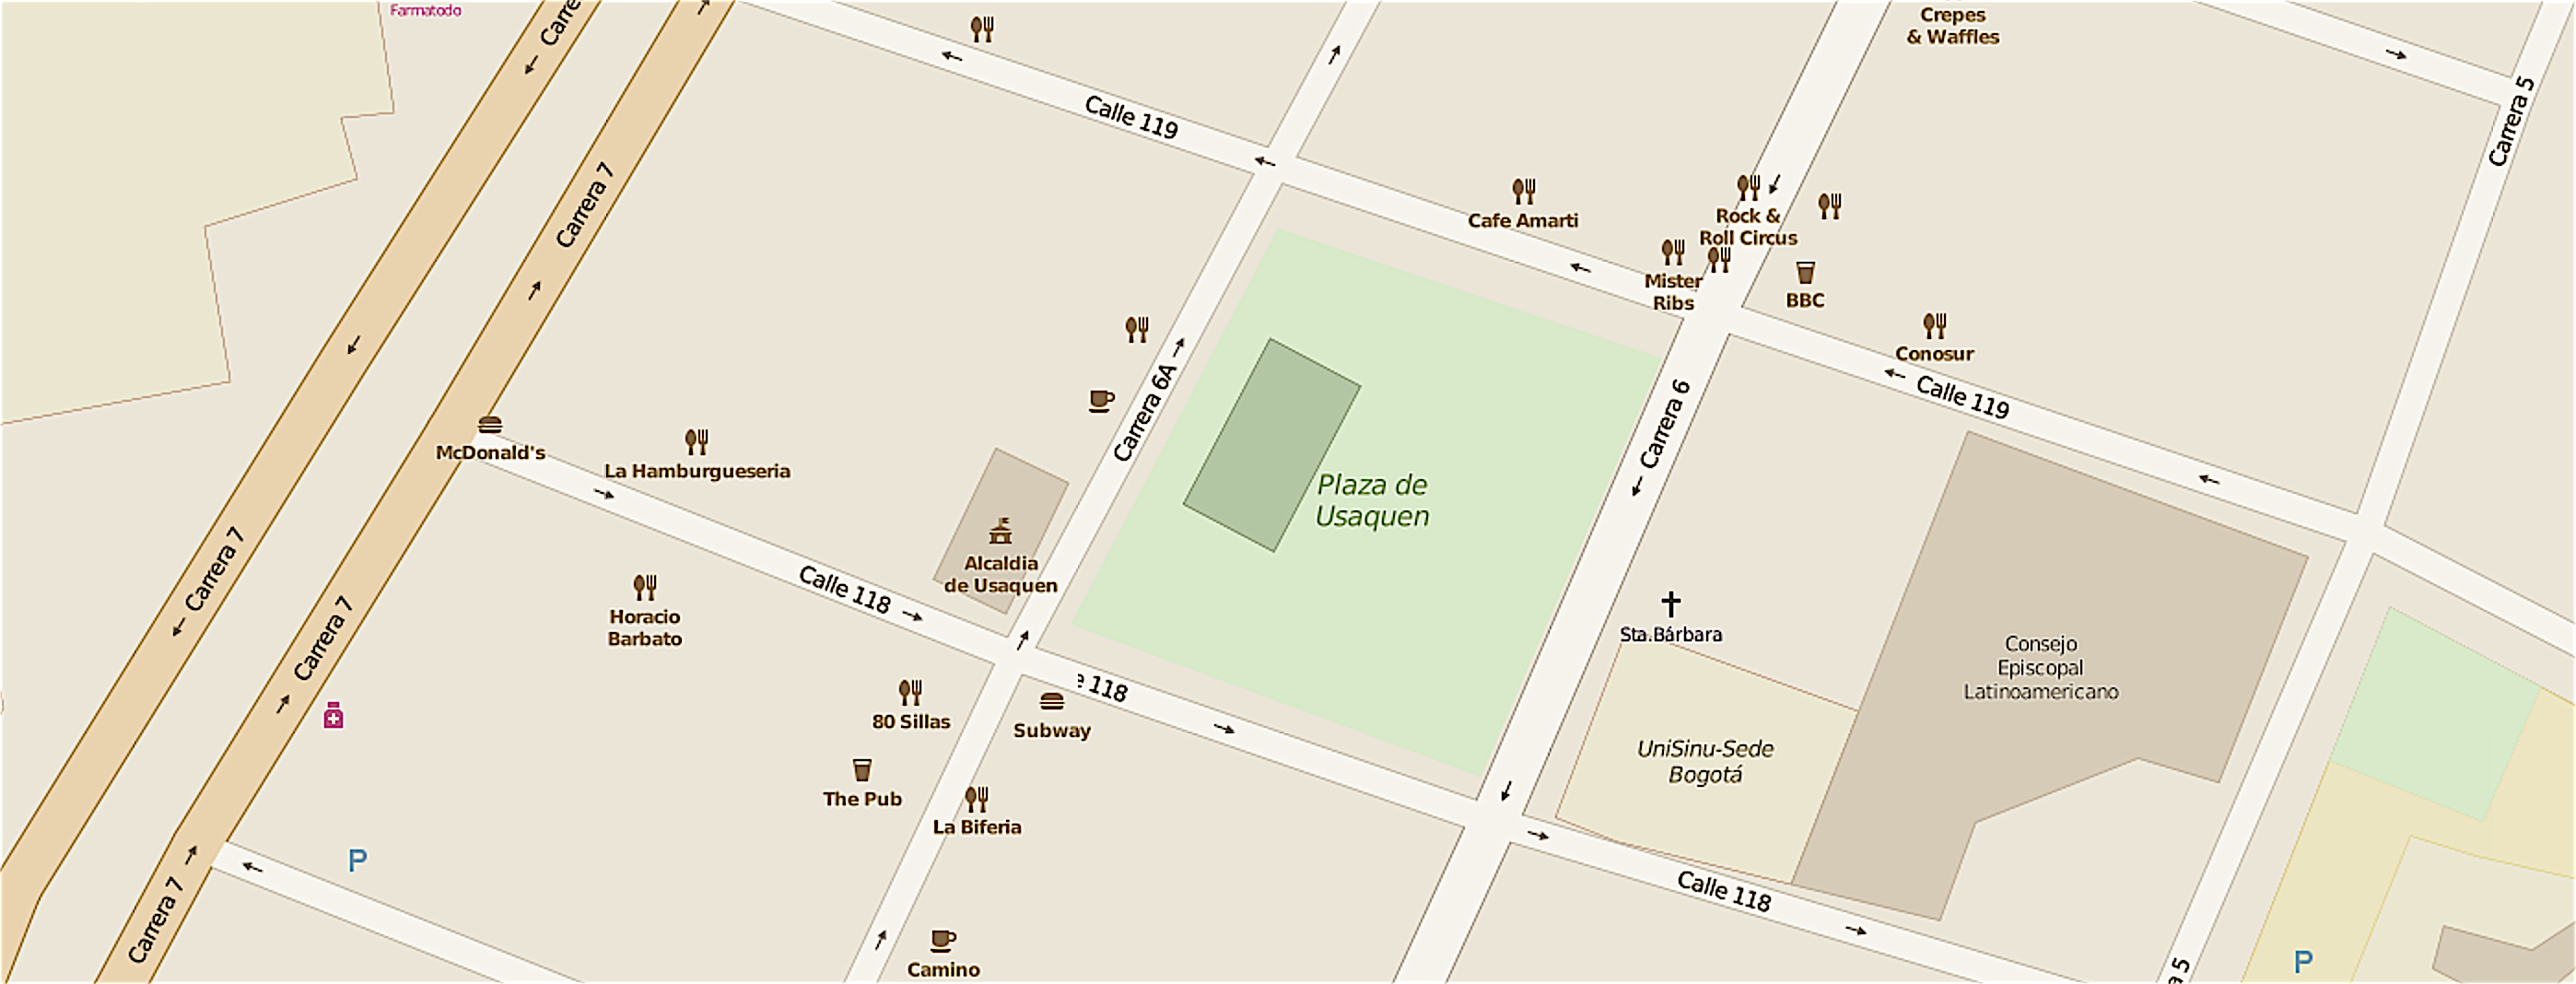 Farmatodo
Carre
Crepes
& Waffles
Calle 119
Carrera 5
Carrera 7
Cafe Amarti
Rock &
Roll Circus
Mister
Ribs
BBC
Conosur
Calle 119
Carrera 6A
Carrera 6
McDonald's
La Hamburgueseria
Plaza de
Usaquen
Alcaldia
de Usaquen
Calle 118
Carrera 7
Horacio
Barbato
Carrera 7
Sta.Bárbara
Consejo
Episcopal
Latinoamericano
e 118
80 Sillas
Subway
UniSinu-Sede
Bogotá
The Pub
La Biferia
P
Calle 118
Carrera 7
Camino
P
a 5